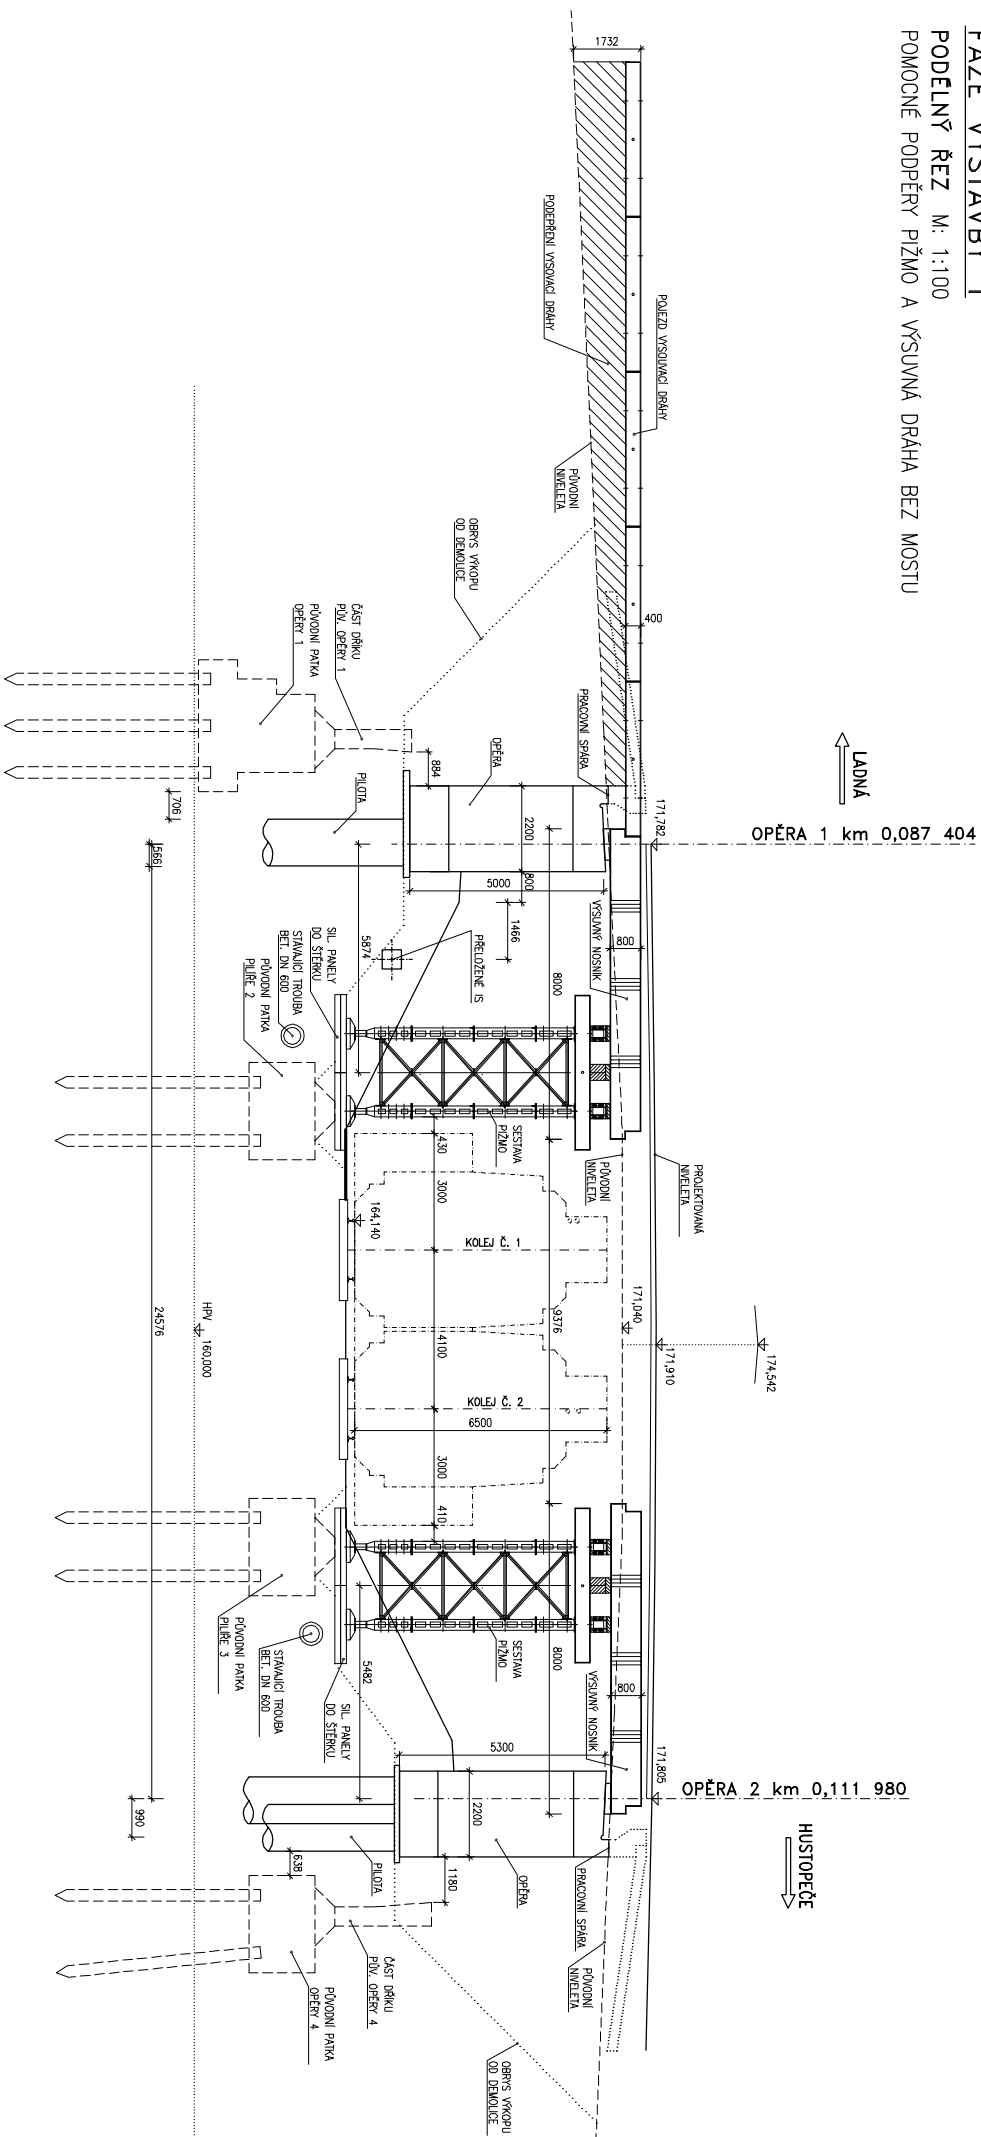 FÁZE VÝSTAVBY 1
PODÉLNÝ ŘEZ M: 1:100
POMOCNÉ PODPĚRY PIŽMO A VÝSUVNÁ DRÁHA BEZ MOSTU
LADNÁ
HUSTOPEČE
OPĚRA 1 km 0,087 404
OPĚRA 2 km 0,111 980
1732
PODEPŘENÍ VYSOVACÍ DRÁHY
POJEZD VYSOUVACÍ DRÁHY
PŮVODNÍ
NIVELETA
OBRYS VÝKOPU
OD DEMOLICE
400
PRACOVNÍ SPÁRA
171,782
ČÁST DŘÍKU
PŮV. OPĚRY 1
PŮVODNÍ PATKA
OPĚRY 1
884
OPĚRA
PILOTA
706
566
2200
800
5000
1466
5874
8000
800
VÝSUVNÝ NOSNÍK
PŘELOŽENÉ IS
SIL. PANELY
DO ŠTĚRKU
STÁVAJÍCÍ TROUBA
BET. DN 600
PŮVODNÍ PATKA
PILÍŘE 2
SESTAVA
PIŽMO
430
3000
PŮVODNÍ
NIVELETA
PROJEKTOVANÁ
NIVELETA
164,140
KOLEJ Č. 1
171,040
171,910
174,542
9376
4100
HPV
160,000
24576
KOLEJ Č. 2
6500
3000
410
SESTAVA
PIŽMO
8000
5482
800
VÝSUVNÝ NOSNÍK
PŮVODNÍ PATKA
PILÍŘE 3
STÁVAJÍCÍ TROUBA
BET. DN 600
SIL. PANELY
DO ŠTĚRKU
171,805
5300
2200
990
638
1180
PILOTA
OPĚRA
PRACOVNÍ SPÁRA
PŮVODNÍ
NIVELETA
ČÁST DŘÍKU
PŮV. OPĚRY 4
PŮVODNÍ PATKA
OPĚRY 4
OBRYS VÝKOPU
OD DEMOLICE